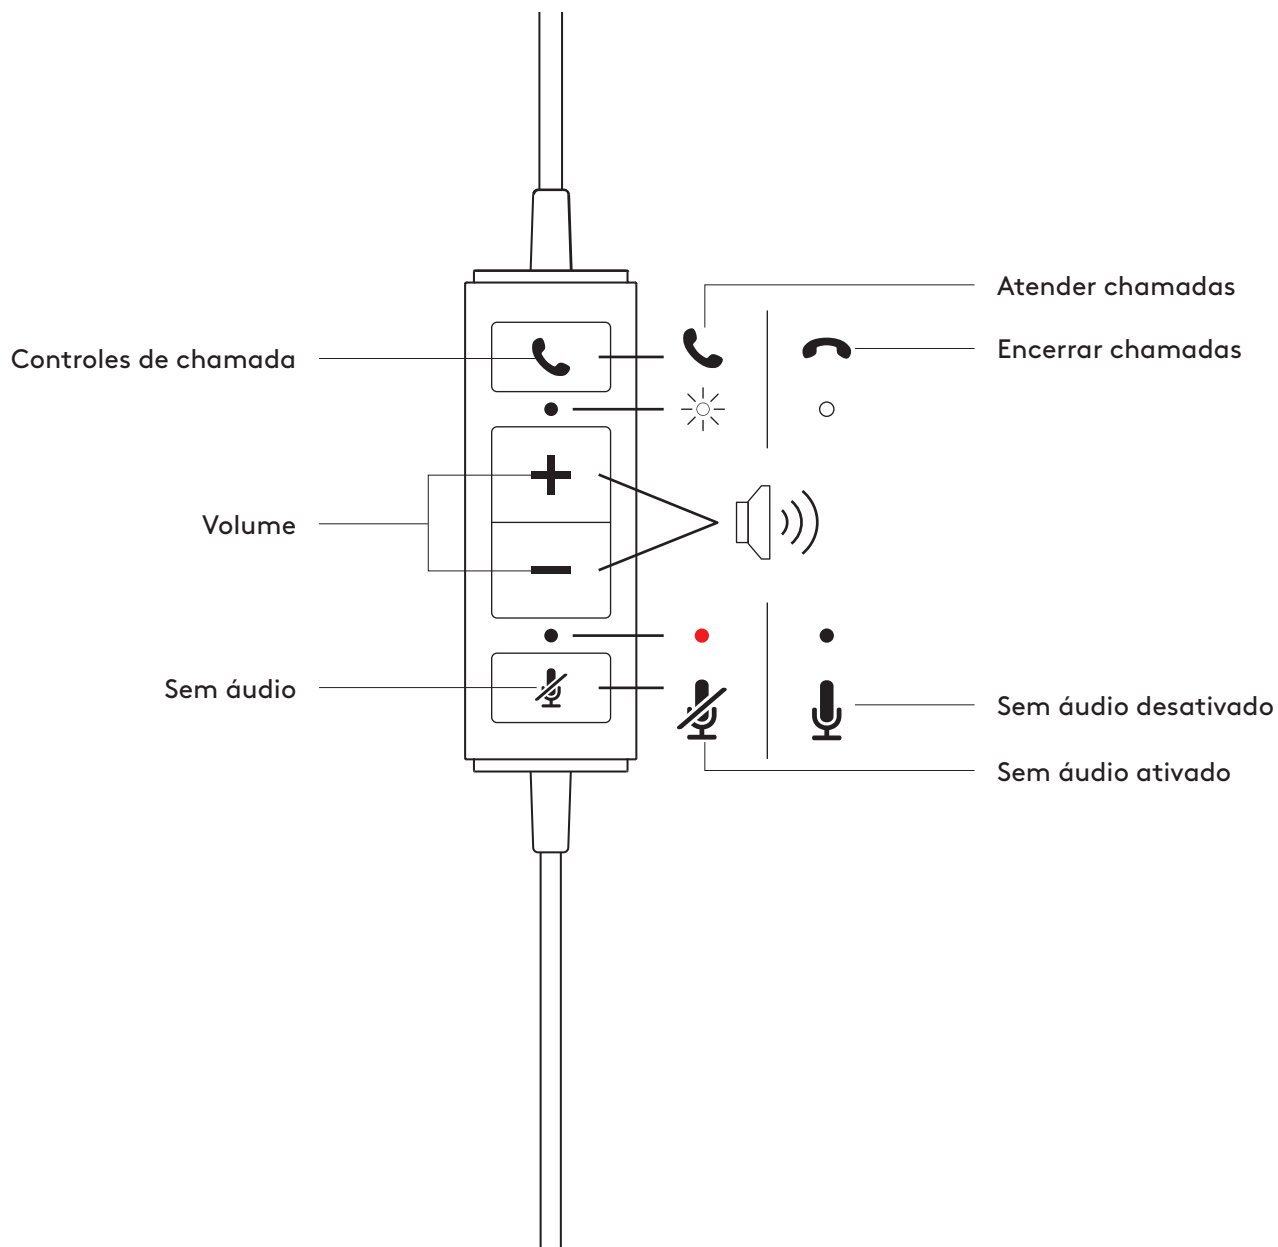 Atender chamadas
Controles de chamada
Encerrar chamadas
Volume
Sem áudio
Sem áudio desativado
Sem áudio ativado